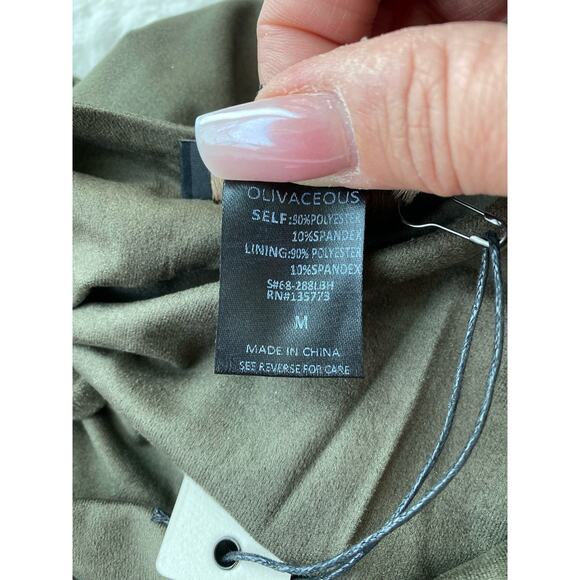 OLIVACEOUS
SELF:90%POLYESTER
10%SPANDEX
LINING:90% POLYESTER
10%SPANDEX
S#68-288LBH
RN#135773
M
MADE IN CHINA
SEE REVERSE FOR CARE